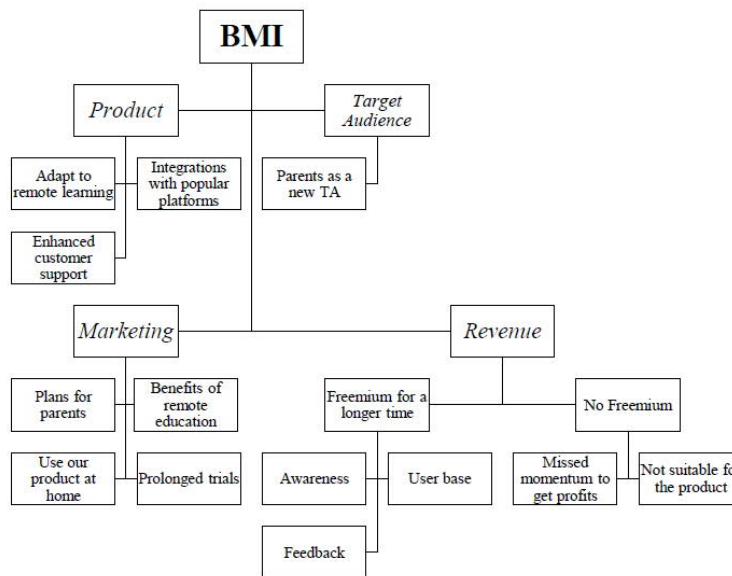 BMI
Product
Target
Audience
Adapt to
remote learning
Integrations
with popular
platforms
Parents as a
new TA
Enhanced
customer
support
Marketing
Revenue
Plans for
parents
Benefits of
remote
education
Freemium for a
longer time
No Freemium
Use our
product at
home
Prolonged trials
Awareness
User base
Missed
momentum to
get profits
Not suitable for
the product
Feedback